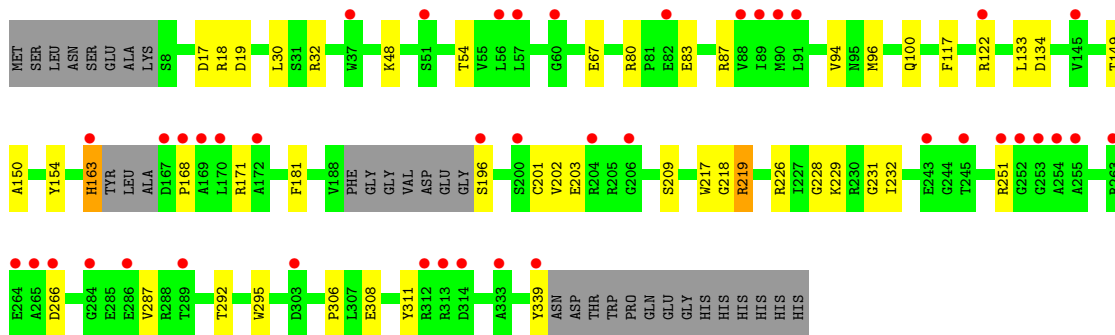 MET SER LEU ASN SER GLU ALA LYS S8 D17 R18 D19 L30 S31 R32 W37 K48 S51 T54 V55 L56 L57 G60 E67 R80 P81 E82 E83 R87 V88 I89 M90 L91 V94 N95 M96 Q100 F117 R122 L133 D134 V145 T149
A150 Y154 H163 TYR LEU ALA D167 P168 A169 L170 R171 A172 F181 V188 PHE GLY GLY VAL ASP GLU GLY S196 S200 C201 V202 E203 R204 R205 G206 S209 W217 G218 R219 R226 I227 G228 K229 R230 G231 I232 E243 G244 T245 R251 G252 G253 A254 A255
E264 A265 D266 G284 E285 E286 V287 R288 T289 T292 W295 D303 P306 L307 E308 Y311 R312 R313 D314 A333 Y339 ASN ASP THR TRP PRO GLN GLU GLY HIS HIS HIS HIS HIS HIS